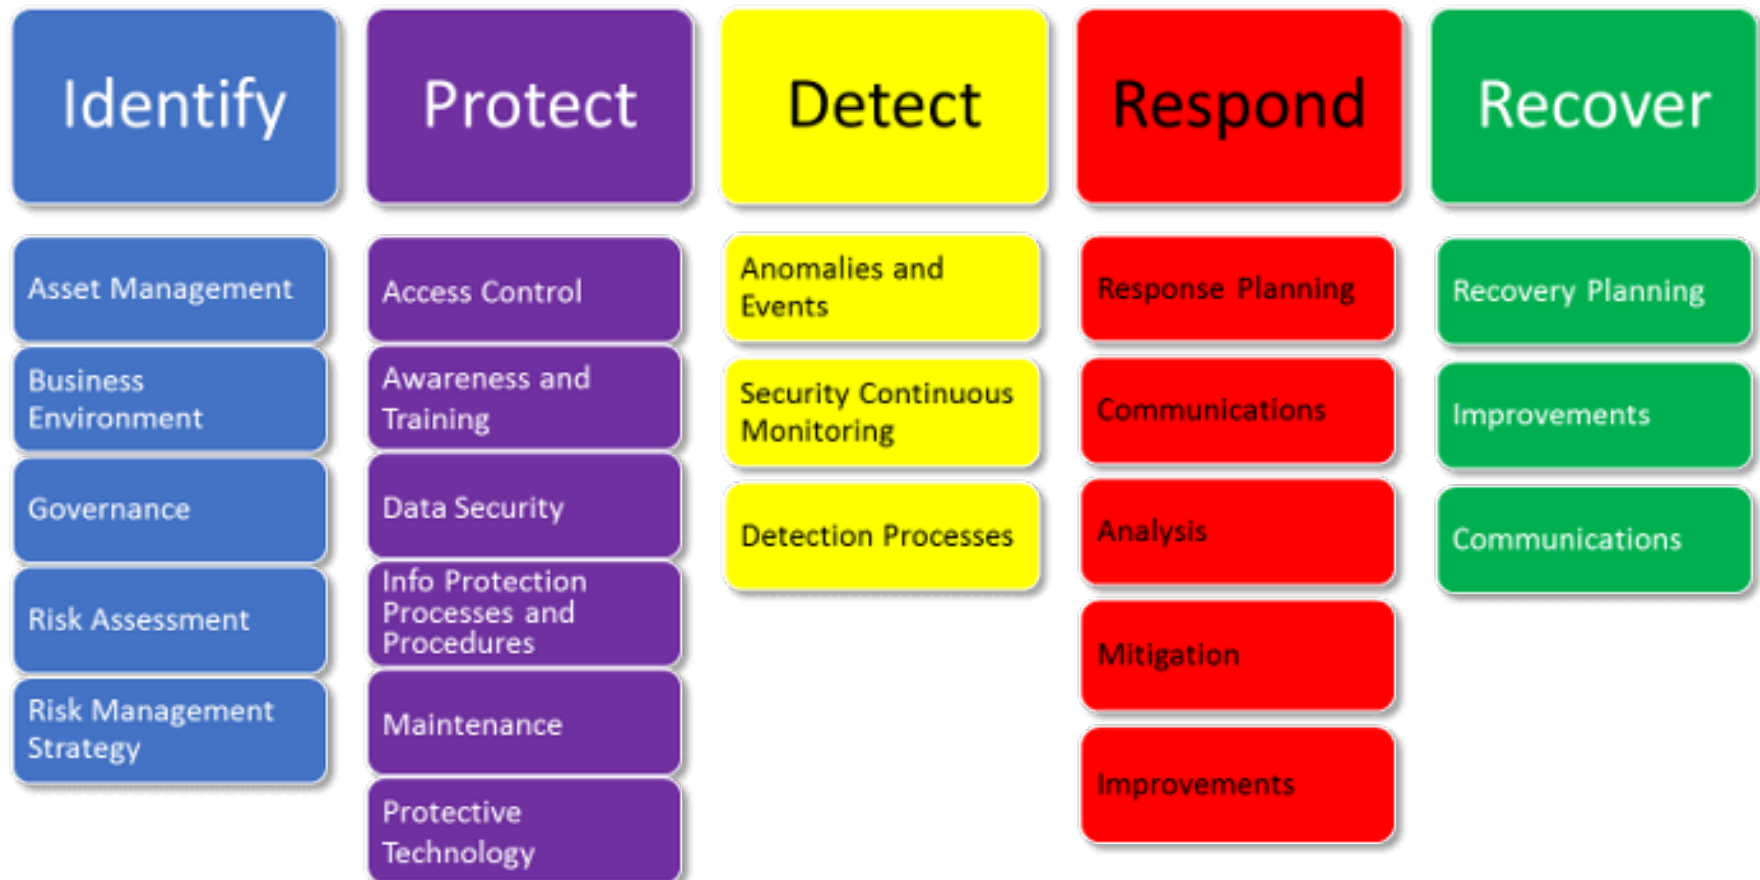 Identify
Protect
Detect
Respond
Recover
Asset Management
Business
Environment
Governance
Risk Assessment
Risk Management
Strategy
Access Control
Awareness and
Training
Data Security
Info Protection
Processes and
Procedures
Maintenance
Protective
Technology
Anomalies and
Events
Security Continuous
Monitoring
Detection Processes
Response Planning
Communications
Analysis
Mitigation
Improvements
Recovery Planning
Improvements
Communications